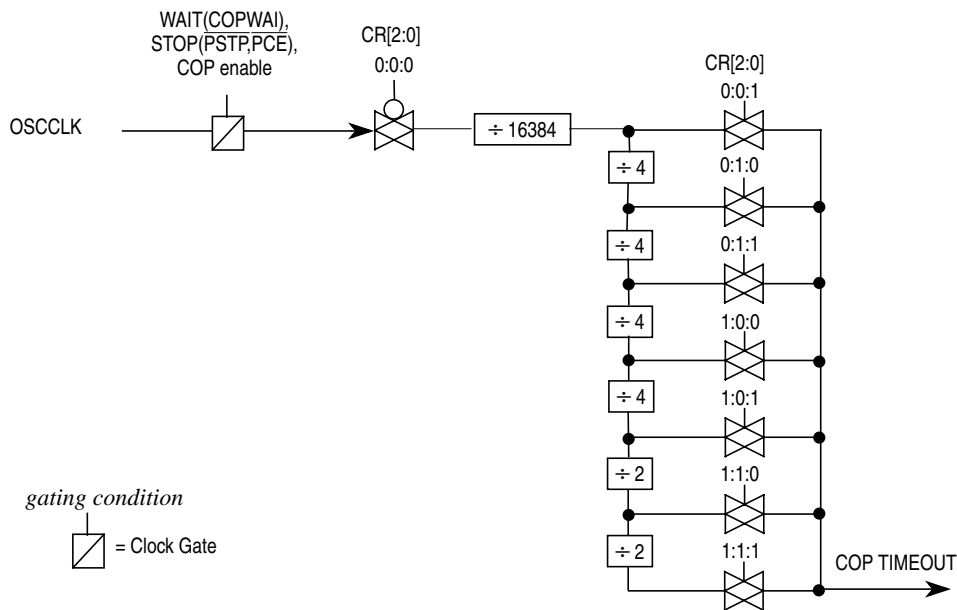 WAIT(COPWAI),
STOP(PSTP,PCE),
COP enable
CR[2:0]
0:0:0
CR[2:0]
0:0:1
OSCCLK
÷ 16384
÷ 4
0:1:0
÷ 4
0:1:1
÷ 4
1:0:0
÷ 4
1:0:1
÷ 2
1:1:0
÷ 2
1:1:1
COP TIMEOUT
gating condition
= Clock Gate